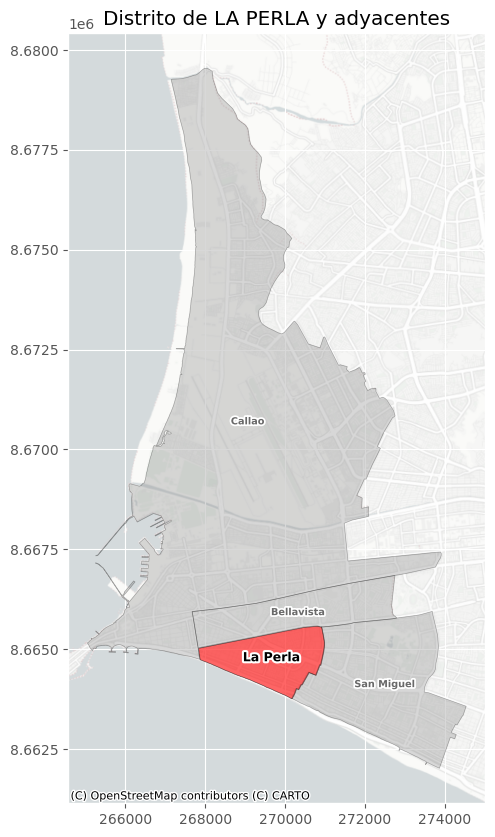 Distrito de LA PERLA y adyacentes
1e6
8.6800
8.6775
8.6750
8.6725
8.6700
8.6675
8.6650
8.6625
Callao
Bellavista
La Perla
San Miguel
(C) OpenStreetMap contributors (C) CARTO
266000 268000 270000 272000 274000